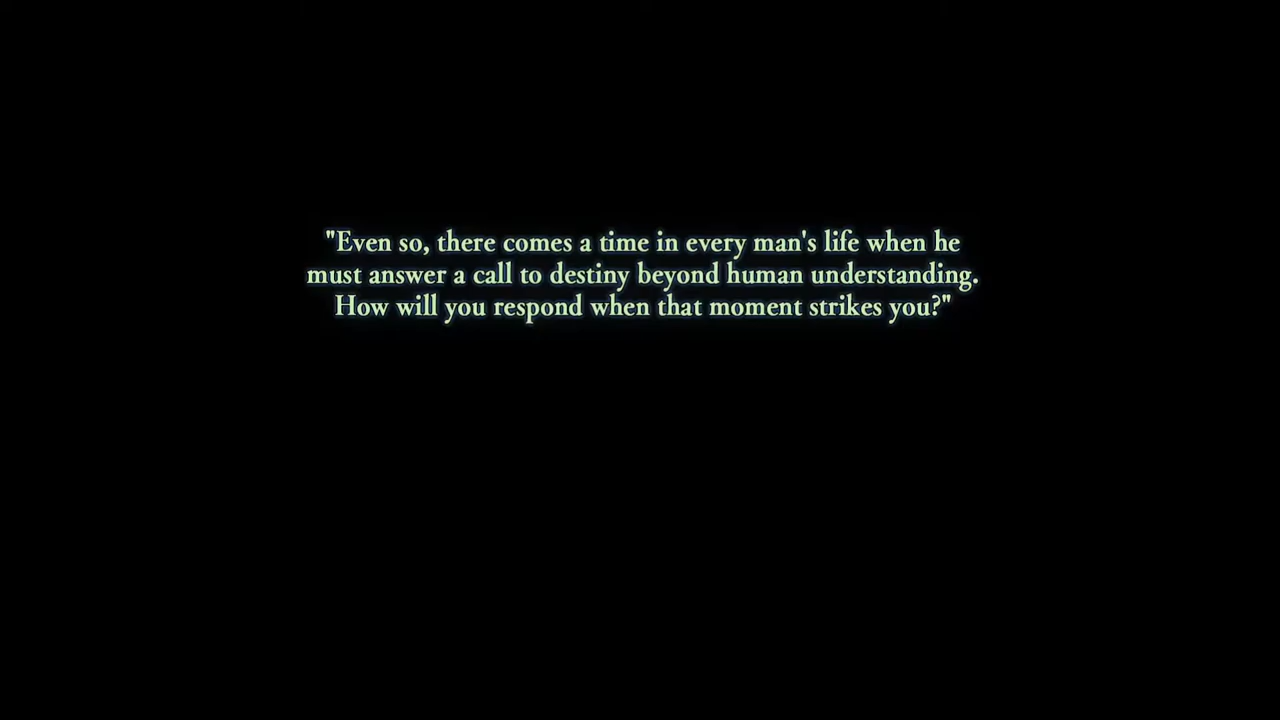 "Even so, there comes a time in every man's life when he
must answer a call to destiny beyond human understanding.
How will you respond when that moment strikes you?"